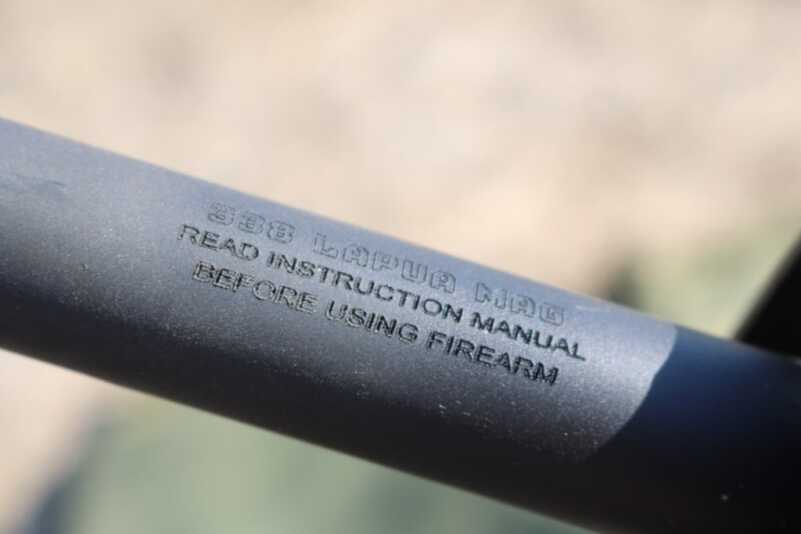 338 LAPUA MAG
READ INSTRUCTION MANUAL
BEFORE USING FIREARM